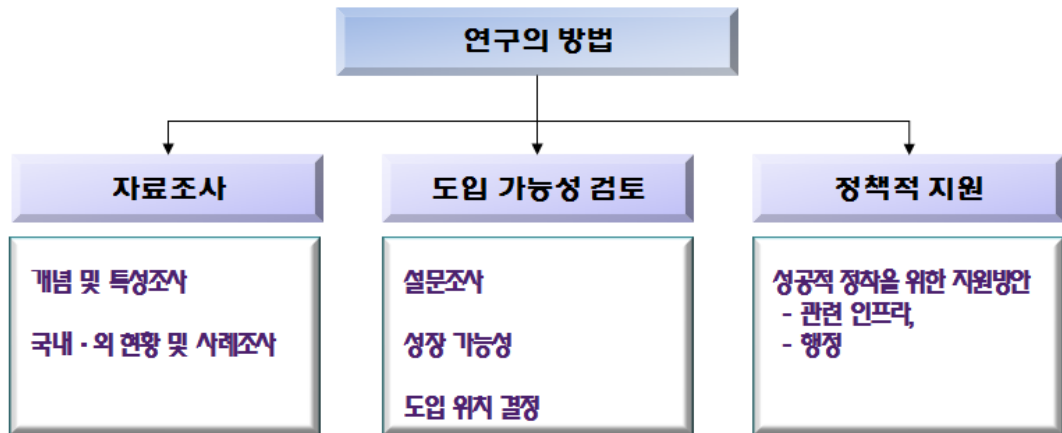 연구의 방법
자료조사
도입 가능성 검토
정책적 지원
개념 및 특성조사
국내 · 외 현황 및 사례조사
설문조사
성장 가능성
도입 위치 결정
성공적 정착을 위한 지원방안
- 관련 인프라,
- 행정